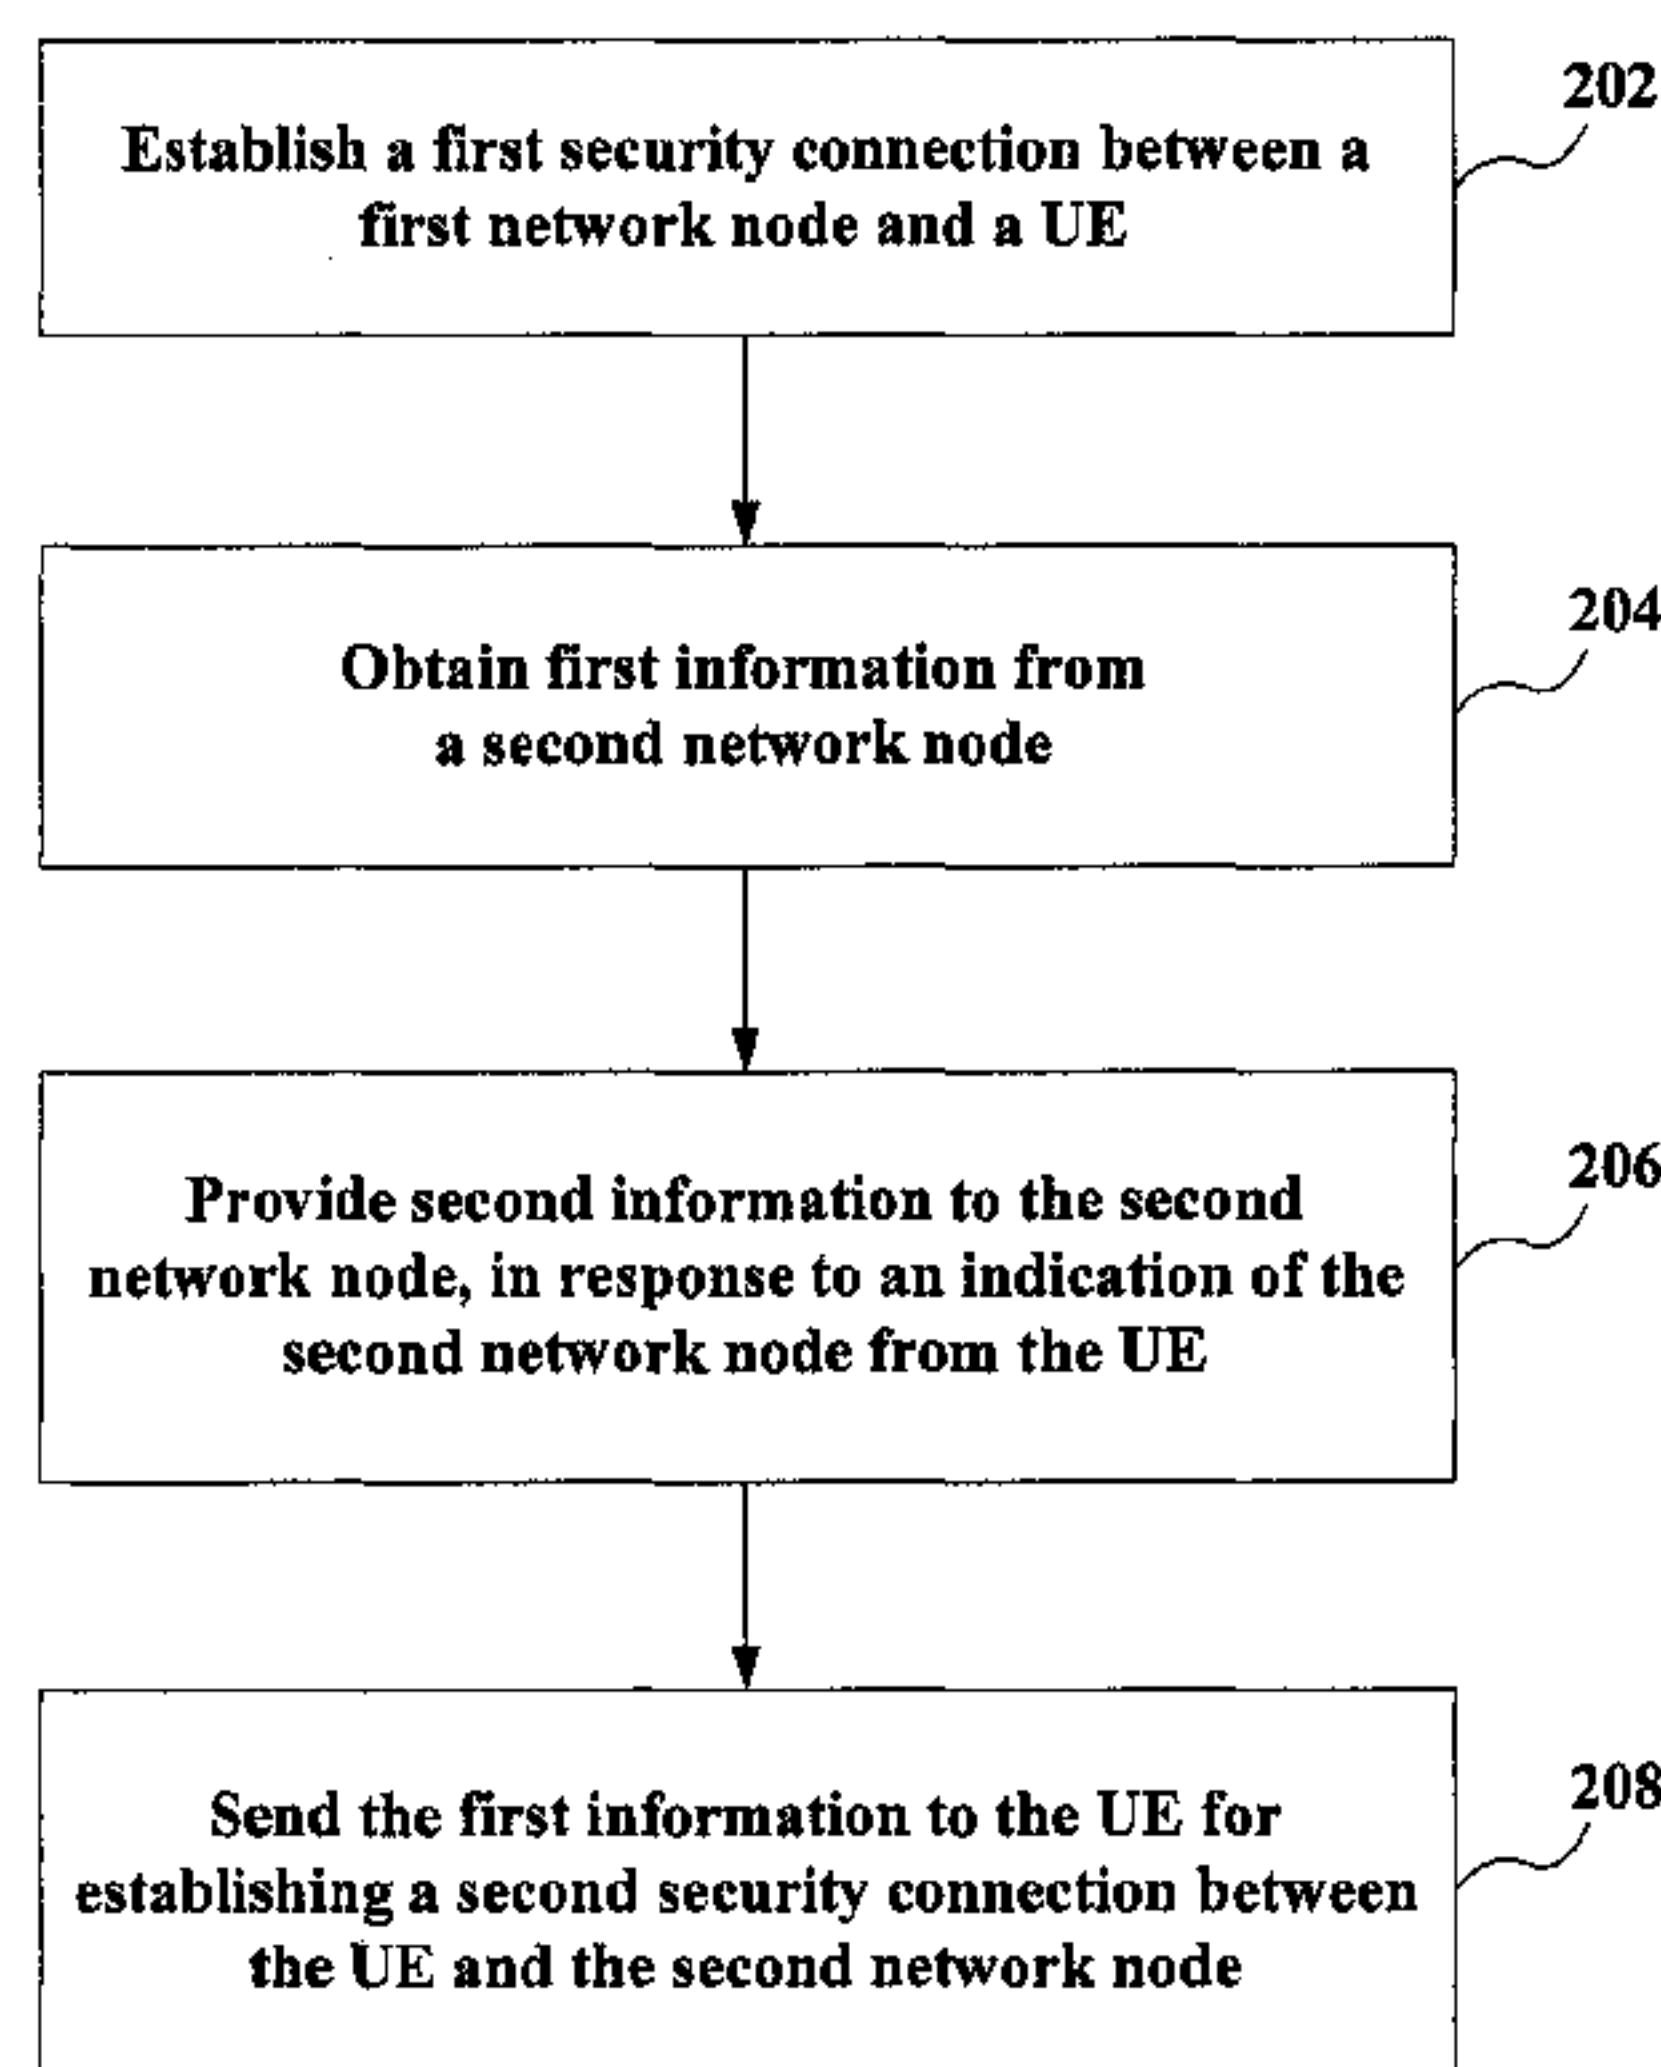 Establish a first security connection between a
first network node and a UE
202
Obtain first information from
a second network node
204
Provide second information to the second
network node, in response to an indication of the
second network node from the UE
206
Send the first information to the UE for
establishing a second security connection between
the UE and the second network node
208